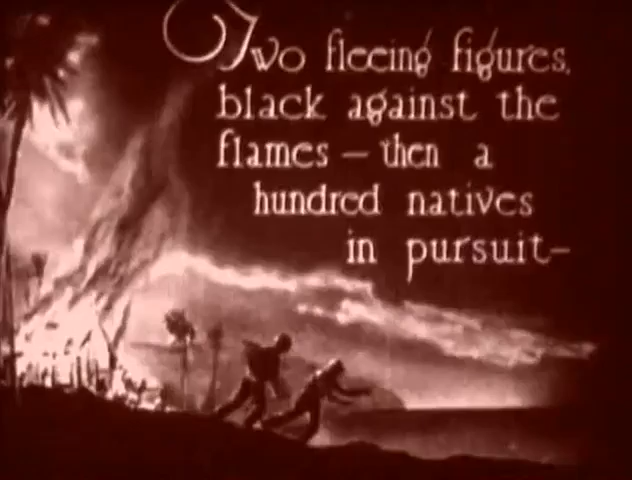 Two fleeing figures,
black against the
flames — then a
hundred natives
in pursuit—